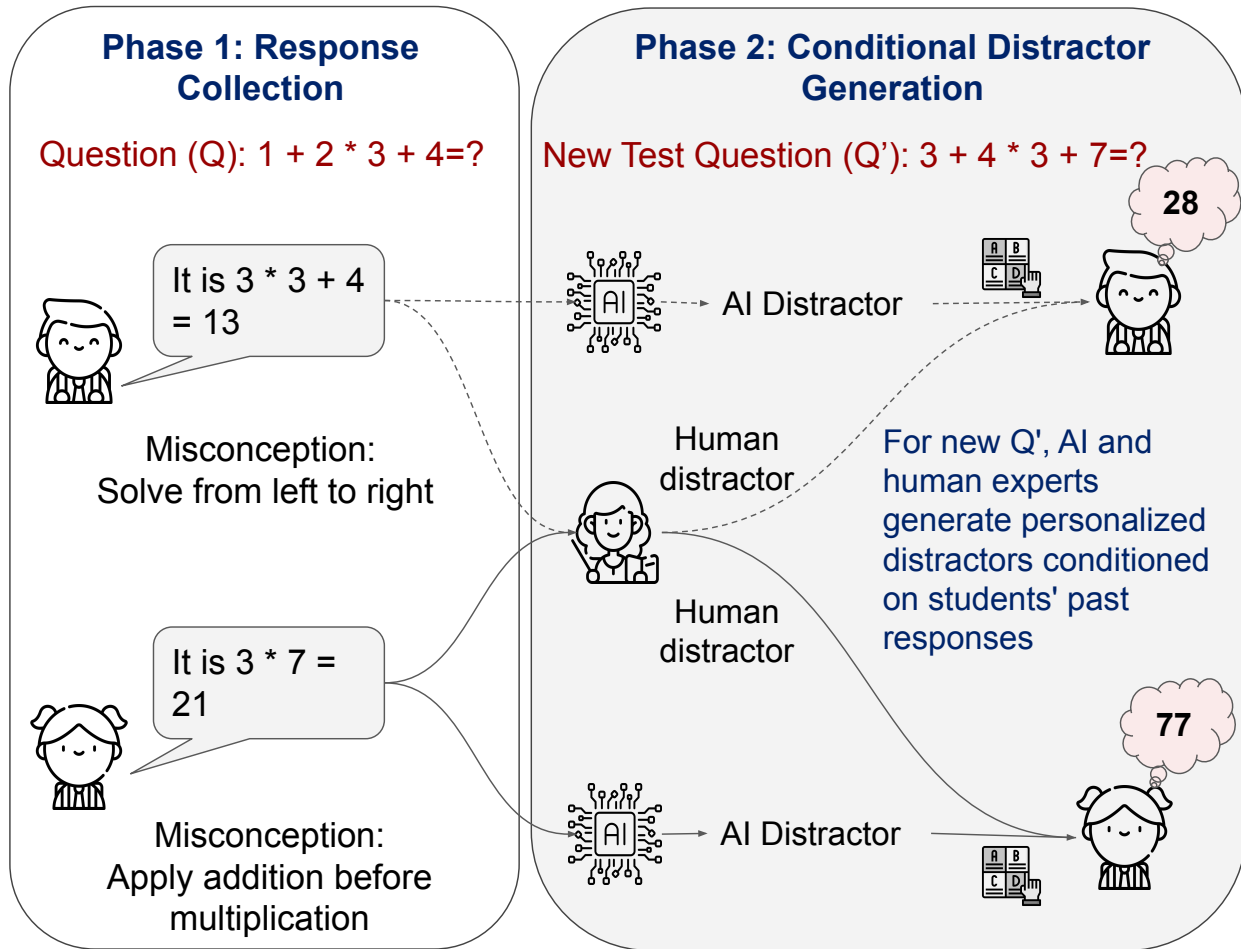 Phase 1: Response
Collection
Question (Q): 1 + 2 * 3 + 4=?
It is 3 * 3 + 4
= 13
Misconception:
Solve from left to right
It is 3 * 7 =
21
Misconception:
Apply addition before
multiplication
Phase 2: Conditional Distractor
Generation
New Test Question (Q'): 3 + 4 * 3 + 7=?
28
AI
AI Distractor
A B
C D
Human
distractor
For new Q', AI and
human experts
generate personalized
distractors conditioned
on students' past
responses
Human
distractor
77
AI
AI Distractor
A B
C D